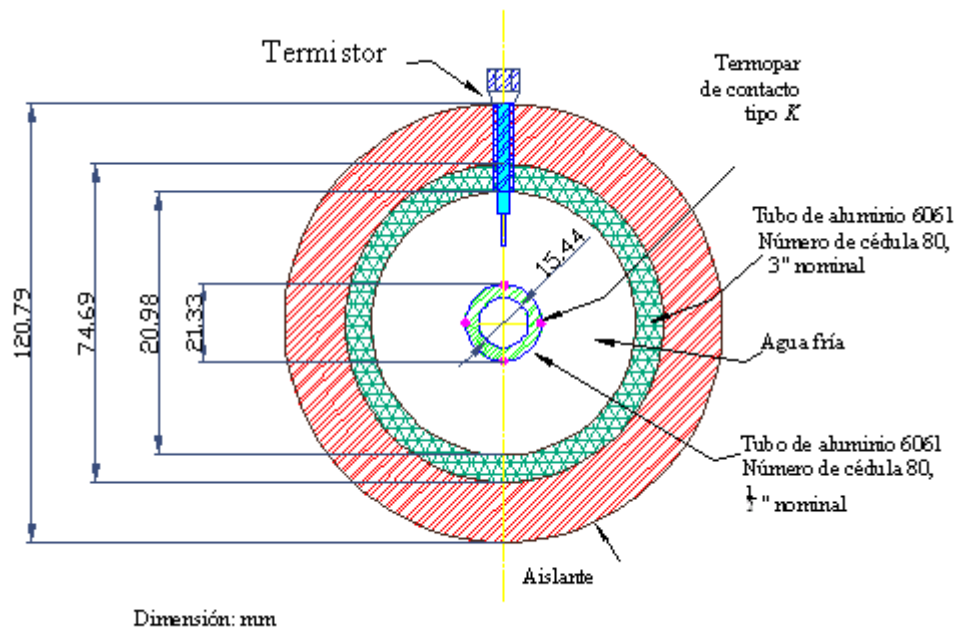 Termistor
Termopar
de contacto
tipo K
15.44
120.79
74.69
20.98
21.33
Tubo de aluminio 6061
Número de cédula 80,
3" nominal
Agua fría
Tubo de aluminio 6061
Número de cédula 80,
" nominal
Aislante
Dimensión: mm